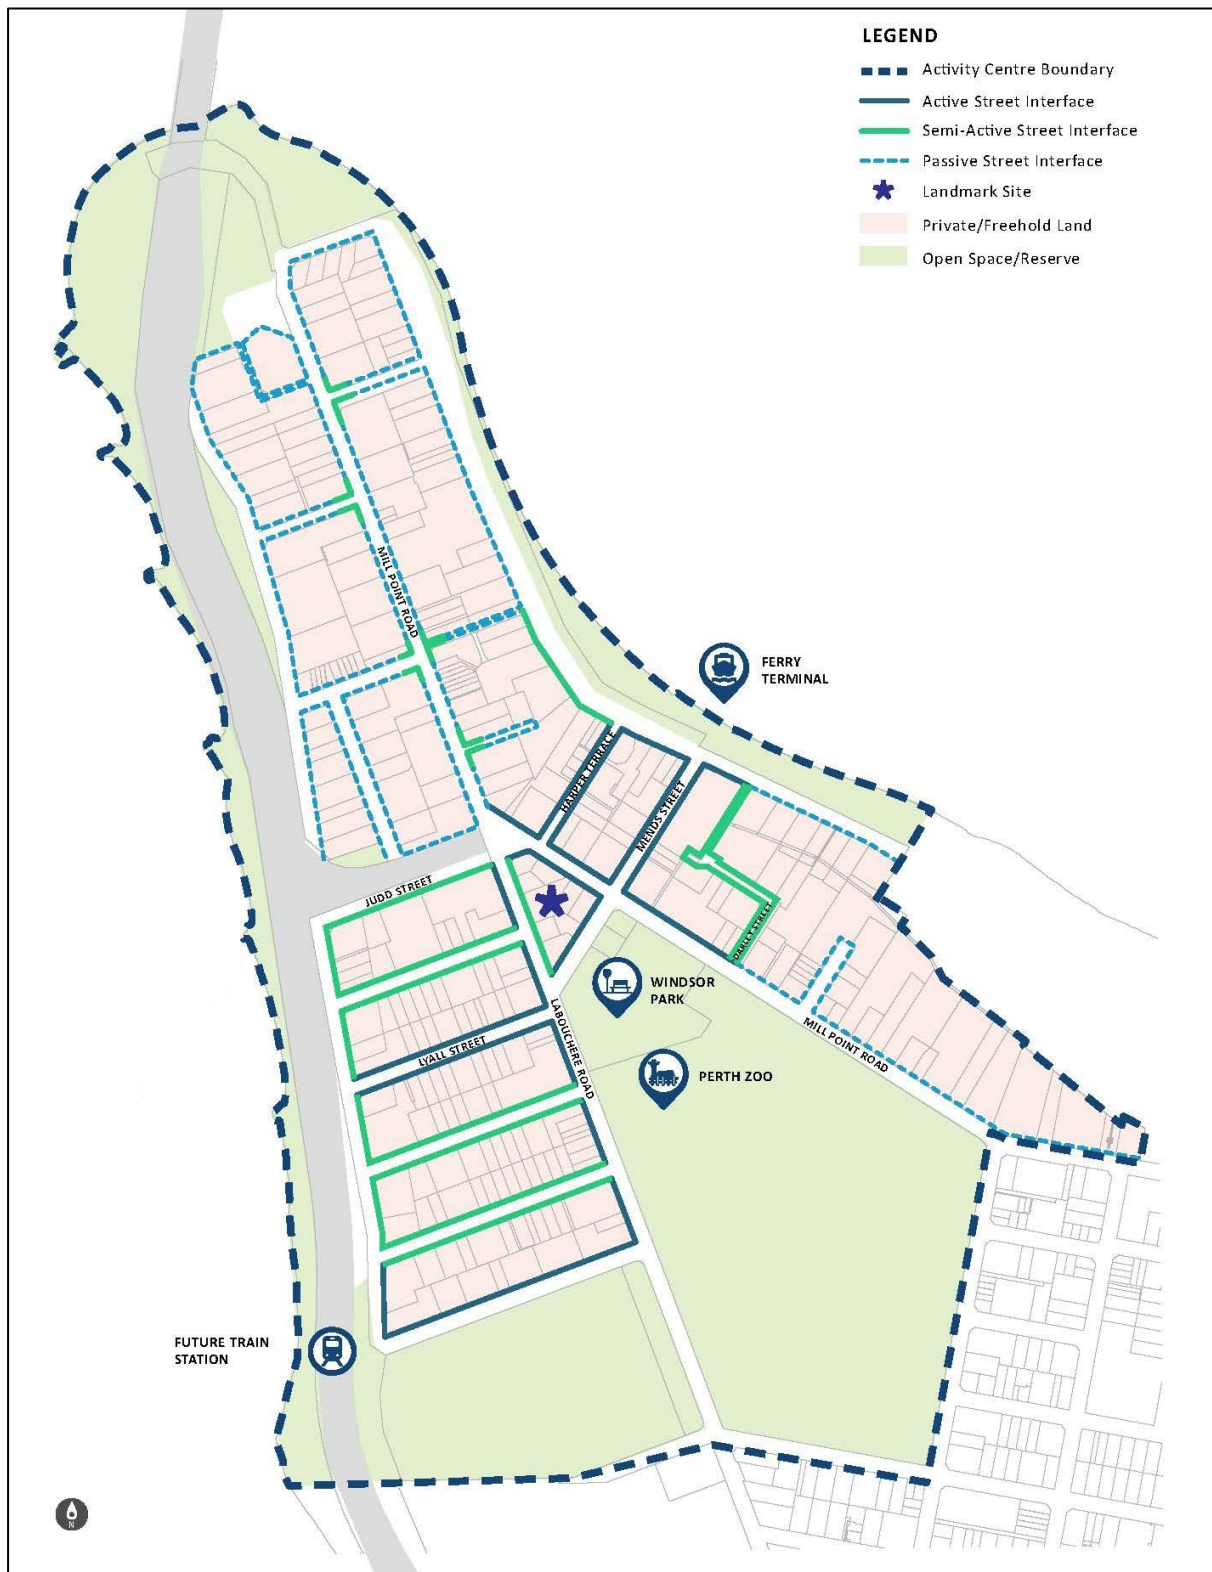 LEGEND
Activity Centre Boundary
Active Street Interface
Semi-Active Street Interface
Passive Street Interface
Landmark Site
Private/Freehold Land
Open Space/Reserve
MILL POINT ROAD
FERRY
TERMINAL
HARPER TERRACE
MENDS STREET
JUDD STREET
DARLEY STREET
WINDSOR
PARK
LABOUCHERE ROAD
LYALL STREET
MILL POINT ROAD
PERTH ZOO
FUTURE TRAIN
STATION
N